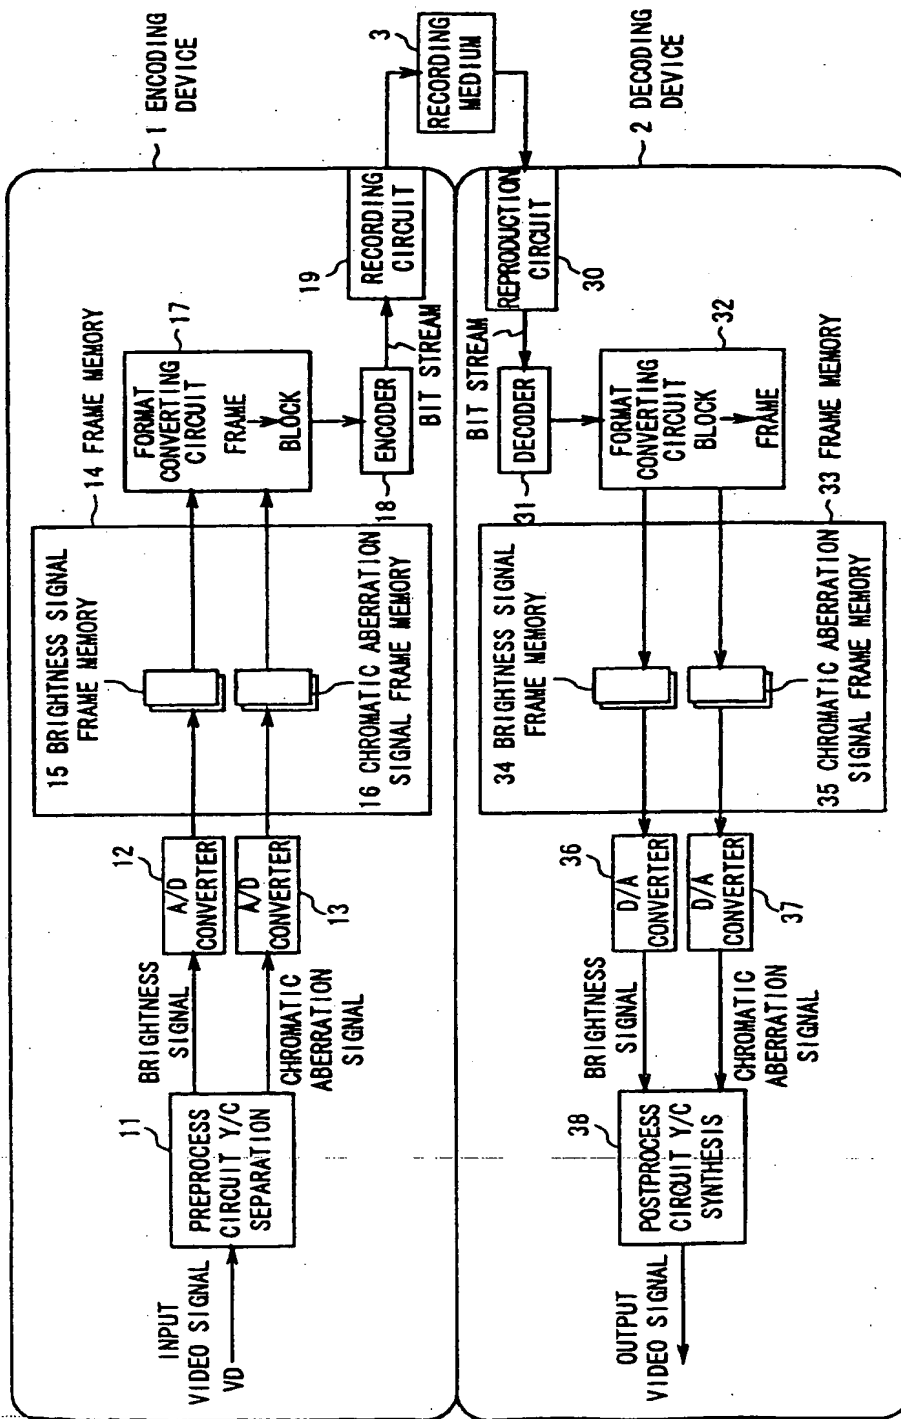 1 ENCODING
DEVICE
14 FRAME MEMORY
15 BRIGHTNESS SIGNAL
FRAME MEMORY
16 CHROMATIC ABERRATION
SIGNAL FRAME MEMORY
INPUT
VIDEO SIGNAL
VD
11
PREPROCESS
CIRCUIT Y/C
SEPARATION
BRIGHTNESS
SIGNAL
CHROMATIC
ABERRATION
SIGNAL
12
A/D
CONVERTER
A/D
CONVERTER
13
17
FORMAT
CONVERTING
CIRCUIT
FRAME
BLOCK
ENCODER
18
BIT STREAM
19
RECORDING
CIRCUIT
3
RECORDING
MEDIUM
2 DECODING
DEVICE
REPRODUCTION
CIRCUIT
30
BIT STREAM
DECODER
31
32
FORMAT
CONVERTING
CIRCUIT
BLOCK
FRAME
33 FRAME MEMORY
34 BRIGHTNESS SIGNAL
FRAME MEMORY
35 CHROMATIC ABERRATION
SIGNAL FRAME MEMORY
36
D/A
CONVERTER
D/A
CONVERTER
37
BRIGHTNESS
SIGNAL
CHROMATIC
ABERRATION
SIGNAL
38
POSTPROCESS
CIRCUIT Y/C
SYNTHESIS
OUTPUT
VIDEO SIGNAL